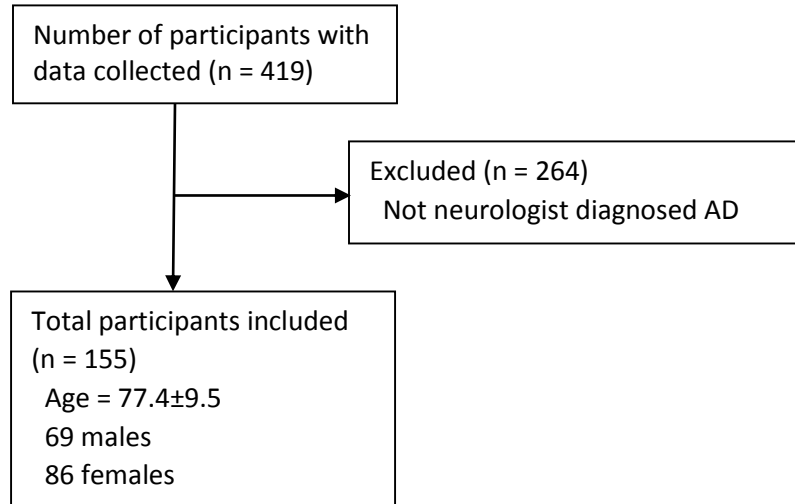 Number of participants with
data collected (n = 419)
Excluded (n = 264)
Not neurologist diagnosed AD
Total participants included
(n = 155)
Age = 77.4±9.5
69 males
86 females